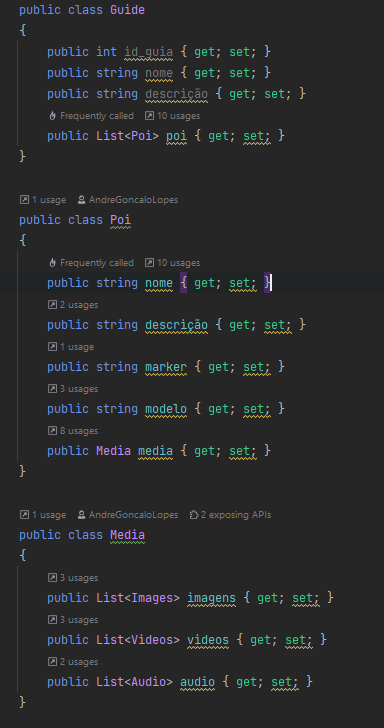 public class Guide
{
public int id_guia { get; set; }
public string nome { get; set; }
public string descrição { get; set; }
Frequently called 10 usages
public List<Poi> poi { get; set; }
}
1 usage AndreGoncaloLopes
public class Poi
{
Frequently called 10 usages
public string nome { get; set; }
2 usages
public string descrição { get; set; }
1 usage
public string marker { get; set; }
3 usages
public string modelo { get; set; }
8 usages
public Media media { get; set; }
}
1 usage AndreGoncaloLopes 2 exposing APIs
public class Media
{
3 usages
public List<Images> imagens { get; set; }
3 usages
public List<Videos> videos { get; set; }
2 usages
public List<Audio> audio { get; set; }
}